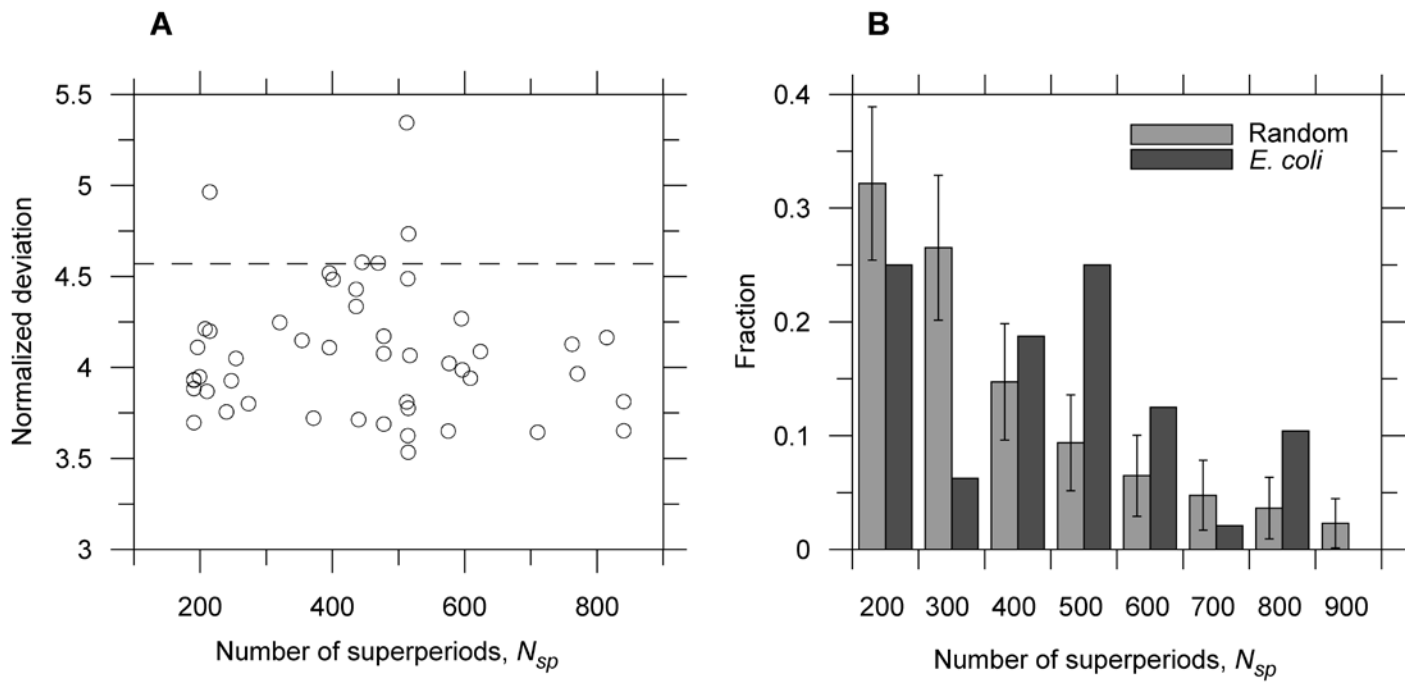 A
5.5
5
4.5
4
3.5
3
Normalized deviation
200 400 600 800
Number of superperiods, Nsp
B
0.4
0.3
0.2
0.1
0
Fraction
Random
E. coli
200 300 400 500 600 700 800 900
Number of superperiods, Nsp